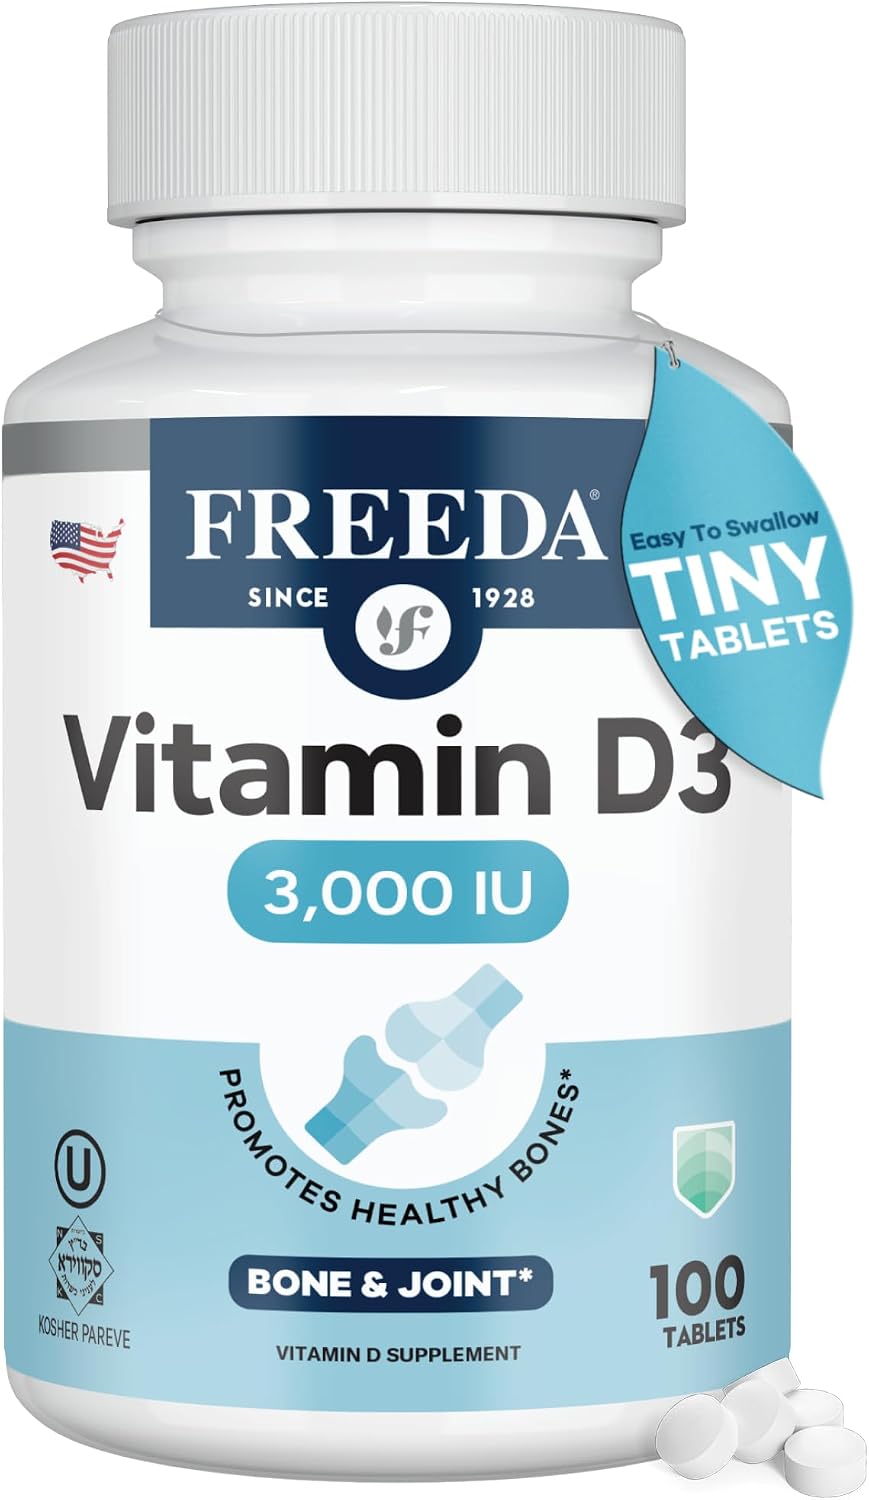 FREEDA®
SINCE 1928
f
Easy To Swallow
TINY
TABLETS
Vitamin D3
3,000 IU
PROMOTES HEALTHY BONES*
BONE & JOINT*
VITAMIN D SUPPLEMENT
U
N S
סקווירא
K C
KOSHER PAREVE
100
TABLETS